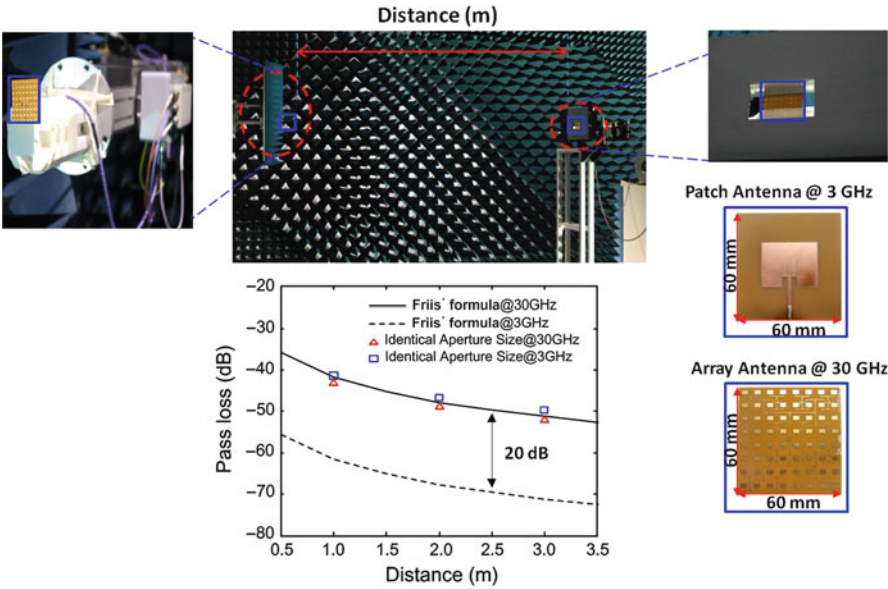 Distance (m)
Patch Antenna @ 3 GHz
60 mm
60 mm
Array Antenna @ 30 GHz
60 mm
60 mm
Pass loss (dB)
–20
–30
–40
–50
–60
–70
–80
Friis' formula@30GHz
Friis' formula@3GHz
Identical Aperture Size@30GHz
Identical Aperture Size@3GHz
20 dB
0.5 1.0 1.5 2.0 2.5 3.0 3.5
Distance (m)